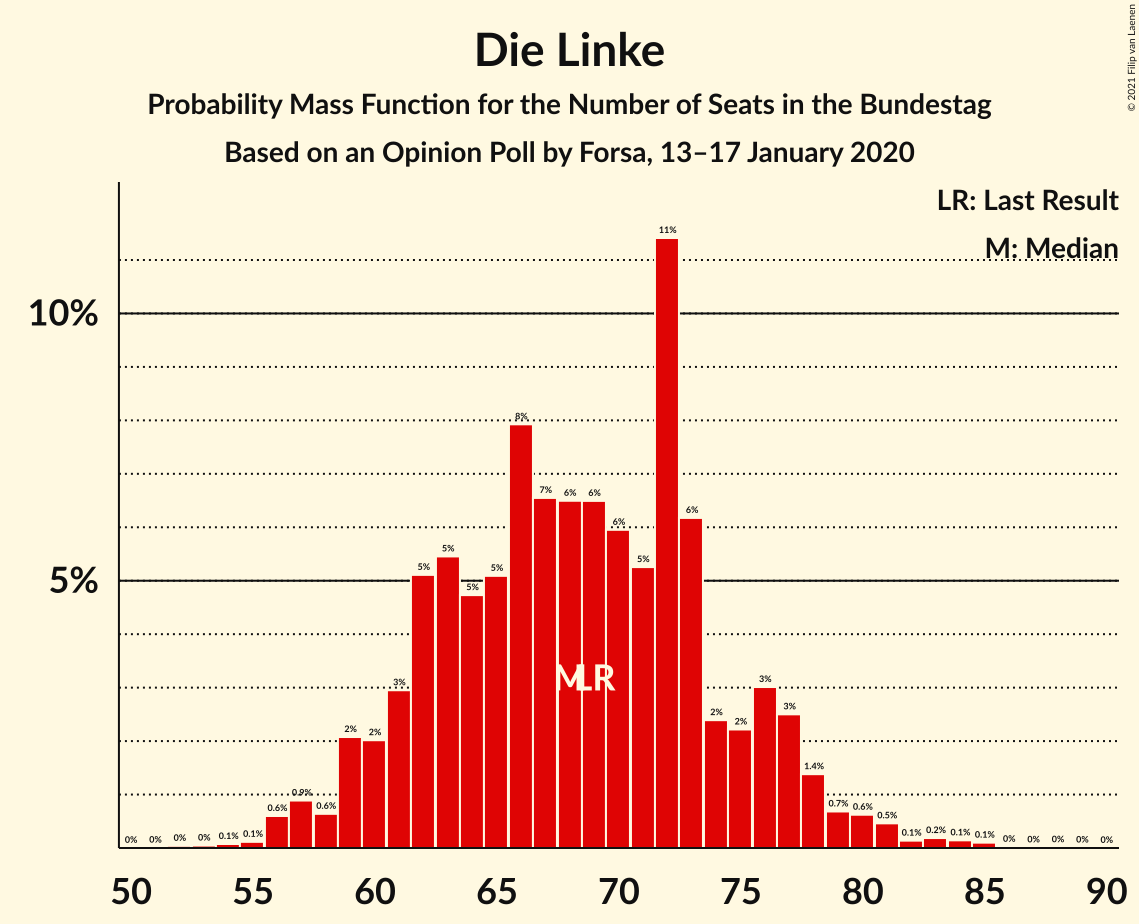 Die Linke
Probability Mass Function for the Number of Seats in the Bundestag
Based on an Opinion Poll by Forsa, 13–17 January 2020
© 2021 Filip van Laenen
LR: Last Result
M: Median
10%
5%
0% 0% 0% 0% 0.1% 0.1% 0.6% 0.9% 0.6% 2% 2% 3% 5% 5% 5% 5% 8% 7% 6% 6% 6% 5% 11% 6% 2% 2% 3% 3% 1.4% 0.7% 0.6% 0.5% 0.1% 0.2% 0.1% 0.1% 0% 0% 0% 0% 0%
M LR
50 55 60 65 70 75 80 85 90